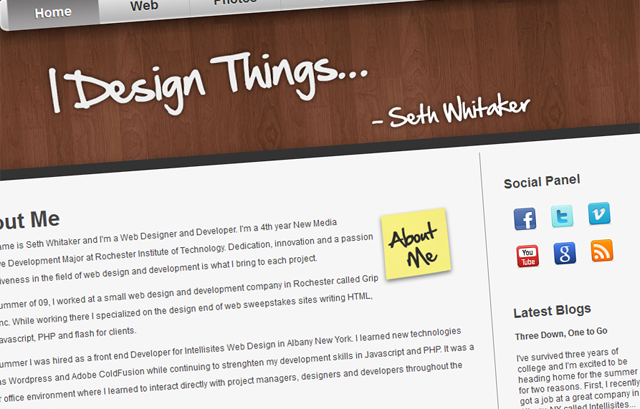 Home Web Photos
I Design Things...
- Seth Whitaker
out Me
ame is Seth Whitaker and I'm a Web Designer and Developer. I'm a 4th year New Media
ve Development Major at Rochester Institute of Technology. Dedication, innovation and a passion
tiveness in the field of web design and development is what I bring to each project.
ummer of 09, I worked at a small web design and development company in Rochester called Grip
nc. While working there I specialized on the design end of web sweepstakes sites writing HTML,
avascript, PHP and flash for clients.
ummer I was hired as a front end Developer for Intellisites Web Design in Albany New York. I learned new technologies
as Wordpress and Adobe ColdFusion while continuing to strenghten my development skills in Javascript and PHP. It was a
r office environment where I learned to interact directly with project managers, designers and developers throughout the
About
Me
Social Panel
f t v
You
Tube
g
Latest Blogs
Three Down, One to Go
I've survived three years of
college and I'm excited to be
heading home for the summer
for two reasons. First, I recently
got a job at a great company in
NY called Intellisites...